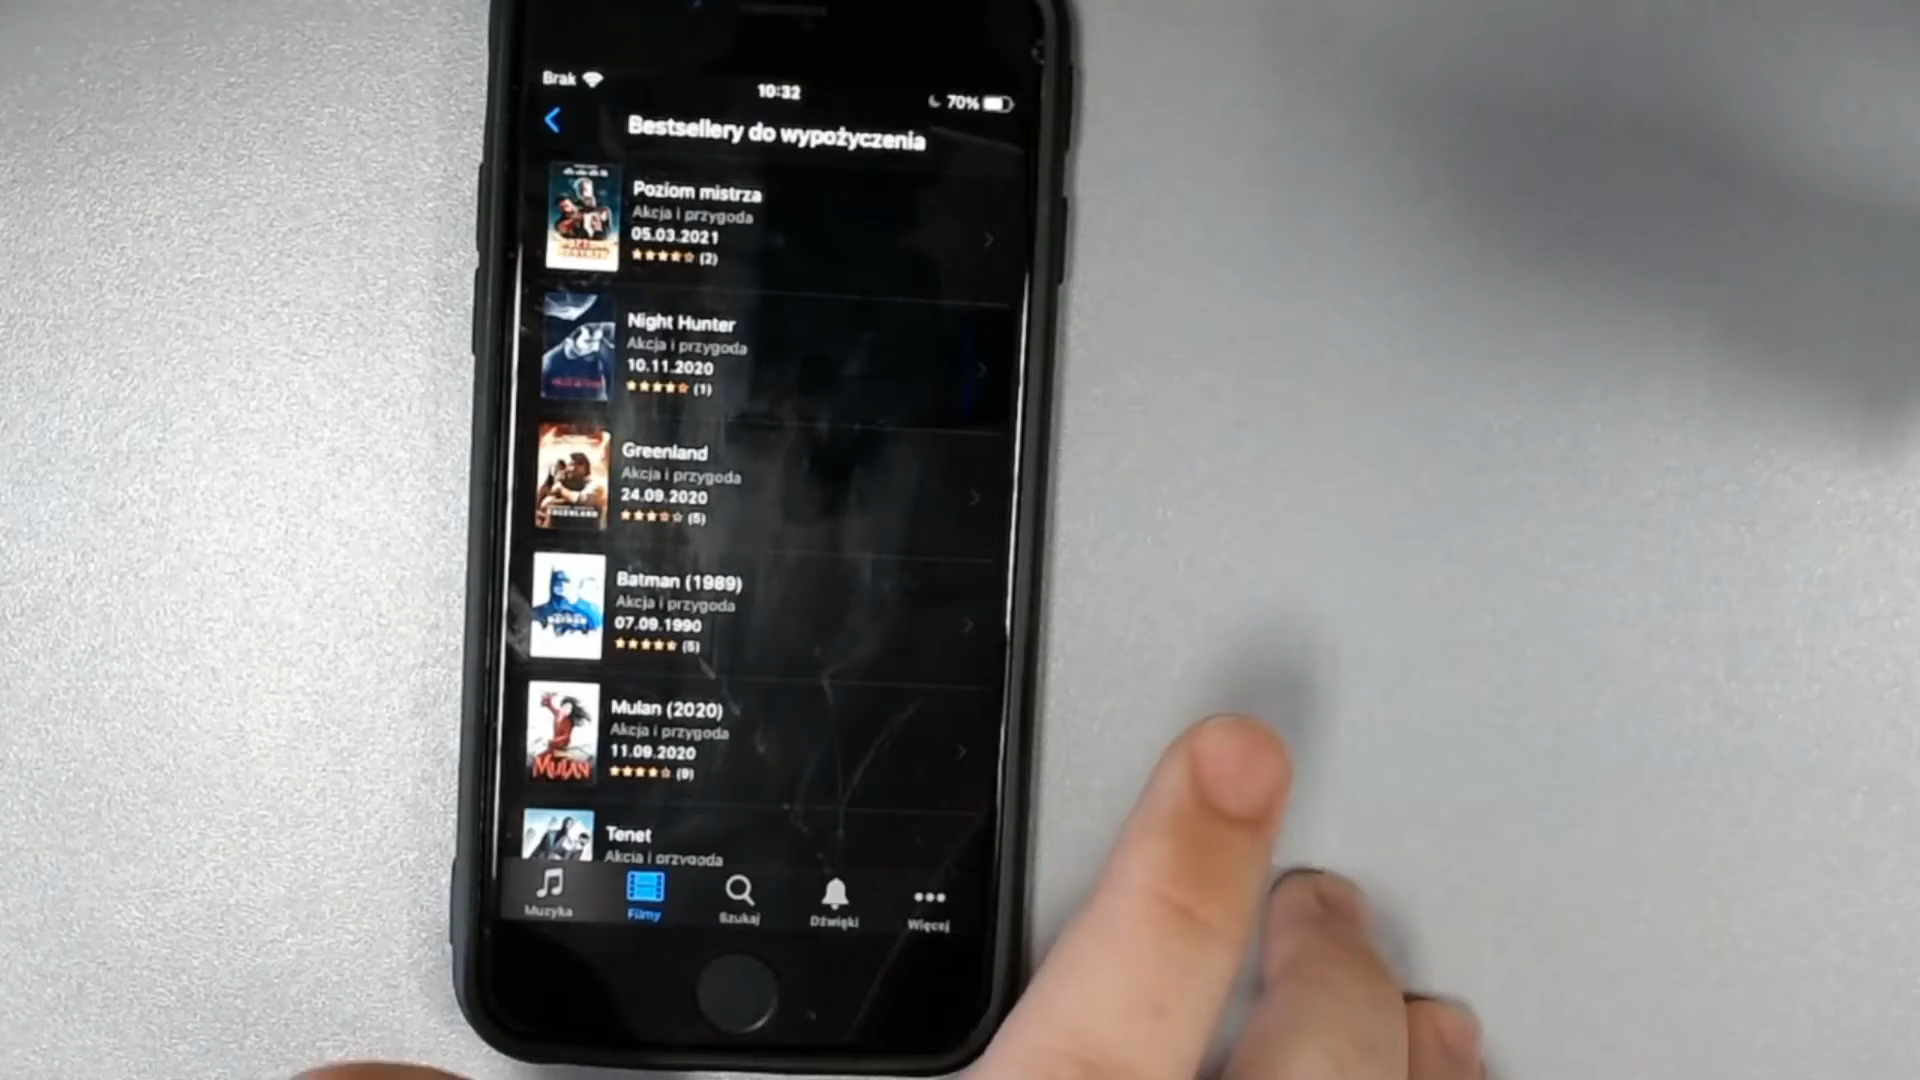 Brak
10:32
70%
Bestsellery do wypożyczenia
Poziom mistrza
Akcja i przygoda
05.03.2021
(2)
Night Hunter
Akcja i przygoda
10.11.2020
(1)
Greenland
Akcja i przygoda
24.09.2020
(5)
GREENLAND
Batman (1989)
Akcja i przygoda
07.09.1990
(5)
BATMAN
Mulan (2020)
Akcja i przygoda
11.09.2020
(9)
MULAN
Tenet
Akcja i przygoda
Muzyka
Filmy
Szukaj
Dźwięki
Więcej